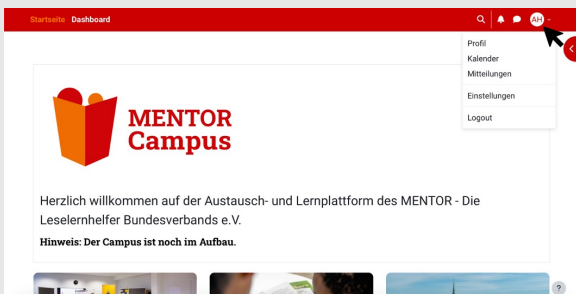 Startseite Dashboard
AH
Profil
Kalender
Mitteilungen
Einstellungen
Logout
MENTOR
Campus
Herzlich willkommen auf der Austausch- und Lernplattform des MENTOR - Die
Leselernhelfer Bundesverbands e.V.
Hinweis: Der Campus ist noch im Aufbau.
?